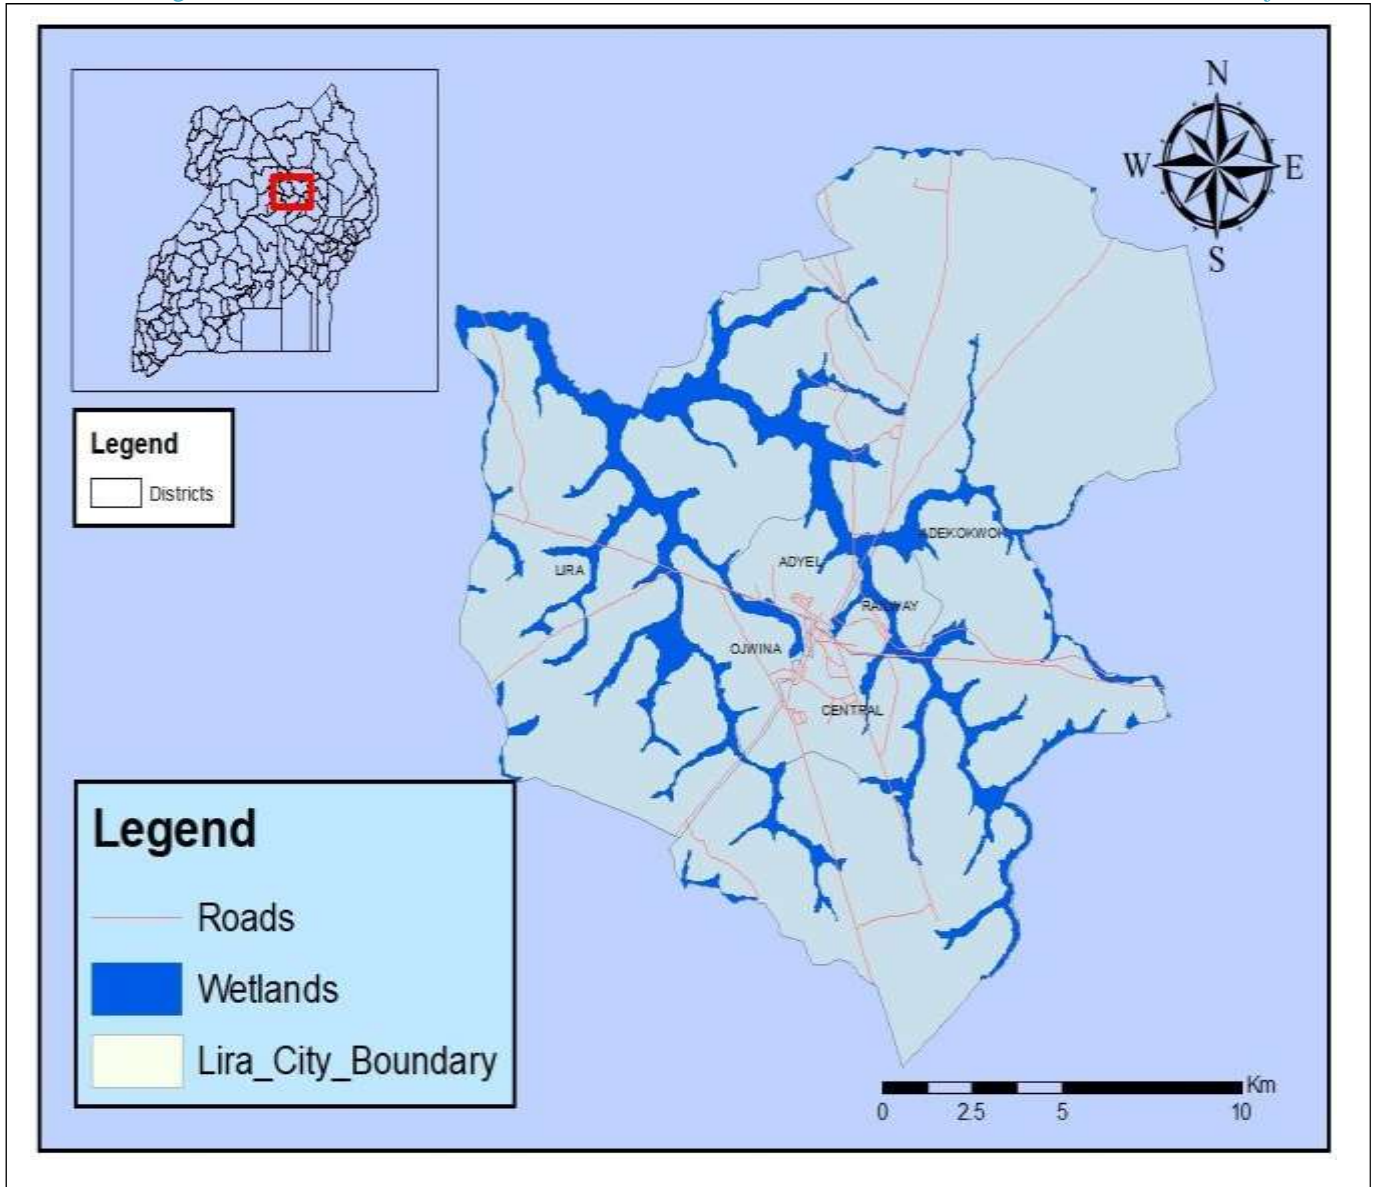 N
W
E
S
Legend
Districts
ADEKOKWOK
ADYEL
LIRA
RAILWAY
OJWINA
CENTRAL
Legend
Roads
Wetlands
Lira_City_Boundary
Km
0 2.5 5 10